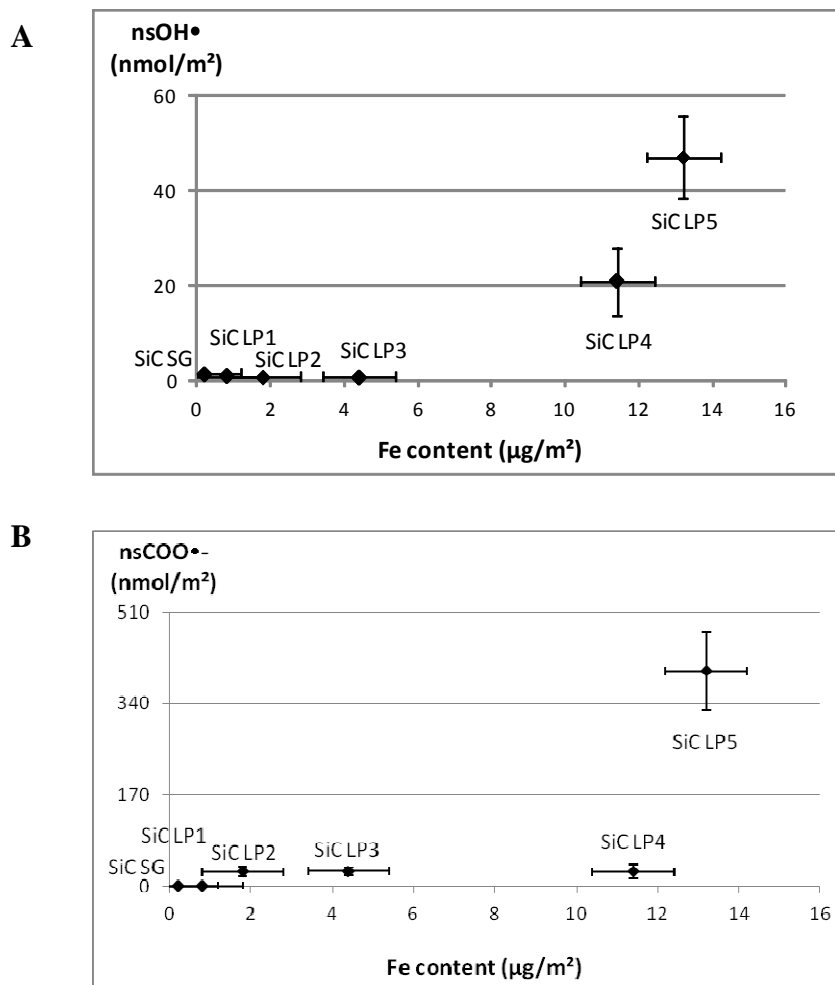 A
nsOH•
(nmol/m²)
60
40
20
0
SiC SG
SiC LP1
SiC LP2
SiC LP3
SiC LP4
SiC LP5
0 2 4 6 8 10 12 14 16
Fe content (µg/m²)
B
nsCOO•-
(nmol/m²)
510
340
170
0
SiC SG
SiC LP1
SiC LP2
SiC LP3
SiC LP4
SiC LP5
0 2 4 6 8 10 12 14 16
Fe content (µg/m²)